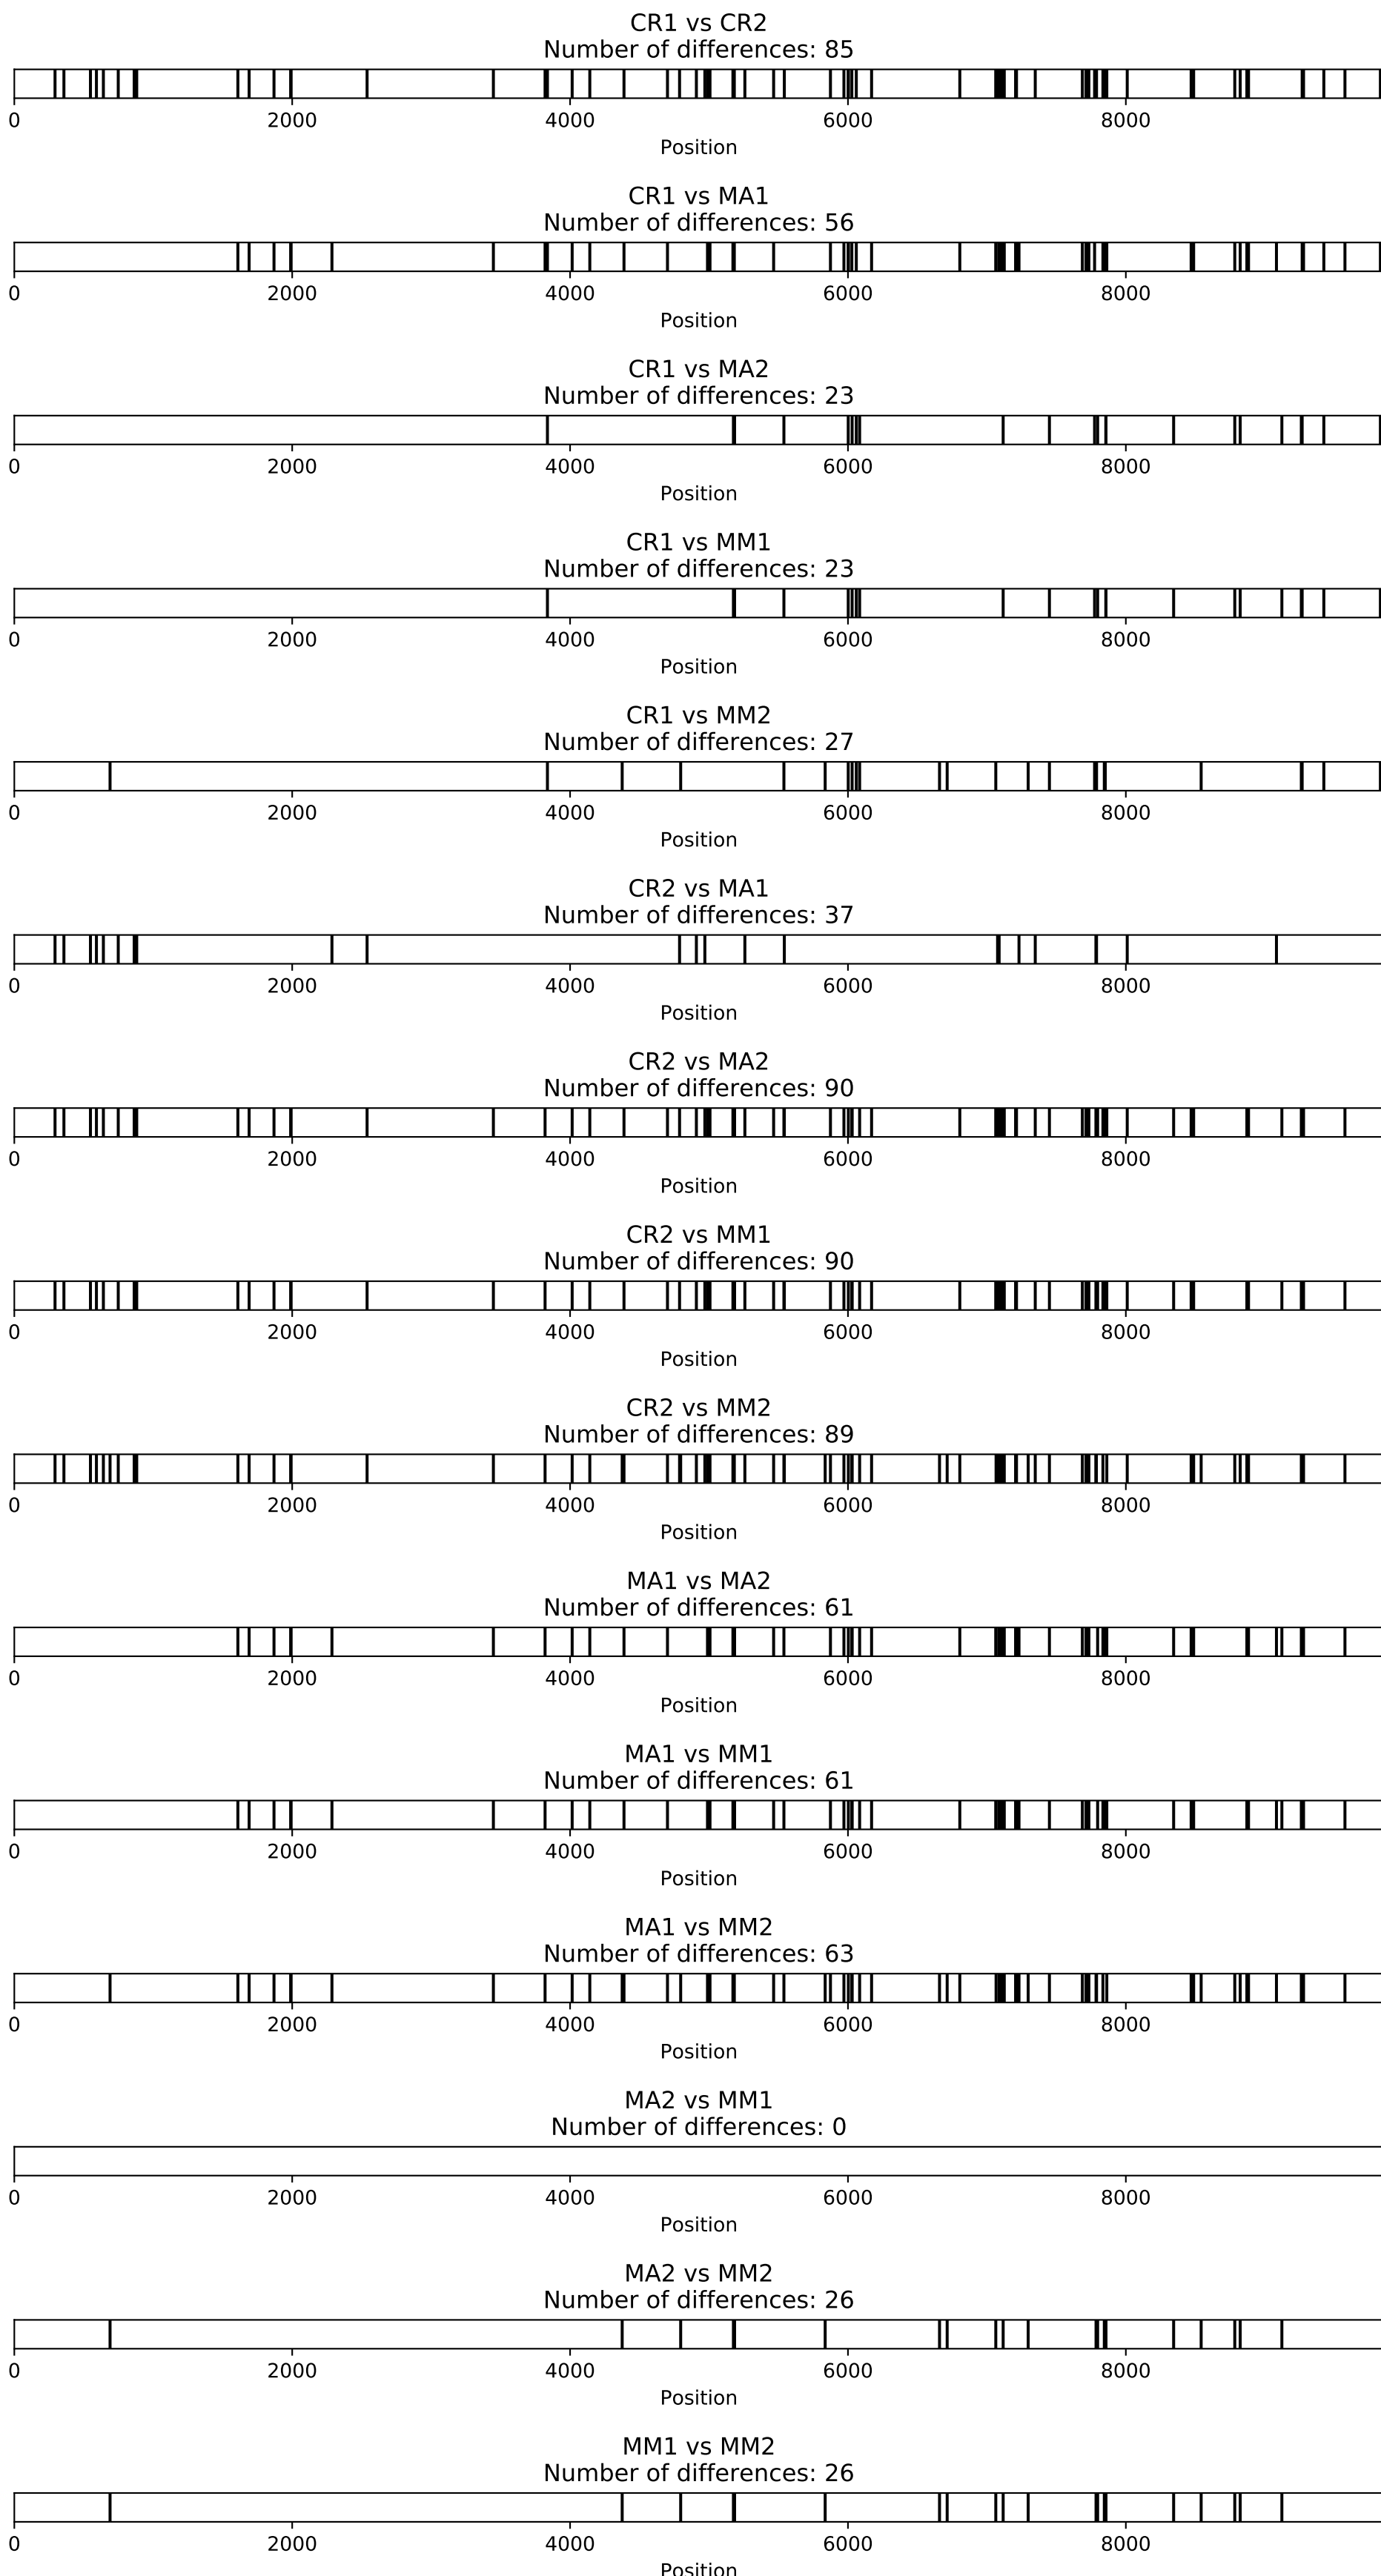 CR1 vs CR2
Number of differences: 85
0 2000 4000 6000 8000
Position
CR1 vs MA1
Number of differences: 56
0 2000 4000 6000 8000
Position
CR1 vs MA2
Number of differences: 23
0 2000 4000 6000 8000
Position
CR1 vs MM1
Number of differences: 23
0 2000 4000 6000 8000
Position
CR1 vs MM2
Number of differences: 27
0 2000 4000 6000 8000
Position
CR2 vs MA1
Number of differences: 37
0 2000 4000 6000 8000
Position
CR2 vs MA2
Number of differences: 90
0 2000 4000 6000 8000
Position
CR2 vs MM1
Number of differences: 90
0 2000 4000 6000 8000
Position
CR2 vs MM2
Number of differences: 89
0 2000 4000 6000 8000
Position
MA1 vs MA2
Number of differences: 61
0 2000 4000 6000 8000
Position
MA1 vs MM1
Number of differences: 61
0 2000 4000 6000 8000
Position
MA1 vs MM2
Number of differences: 63
0 2000 4000 6000 8000
Position
MA2 vs MM1
Number of differences: 0
0 2000 4000 6000 8000
Position
MA2 vs MM2
Number of differences: 26
0 2000 4000 6000 8000
Position
MM1 vs MM2
Number of differences: 26
0 2000 4000 6000 8000
Position